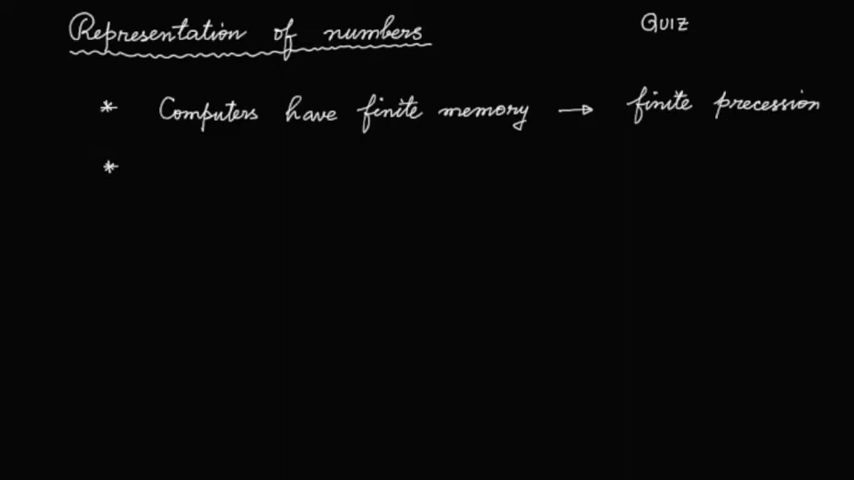 Representation of numbers
QUIZ
* Computers have finite memory → finite precession
*